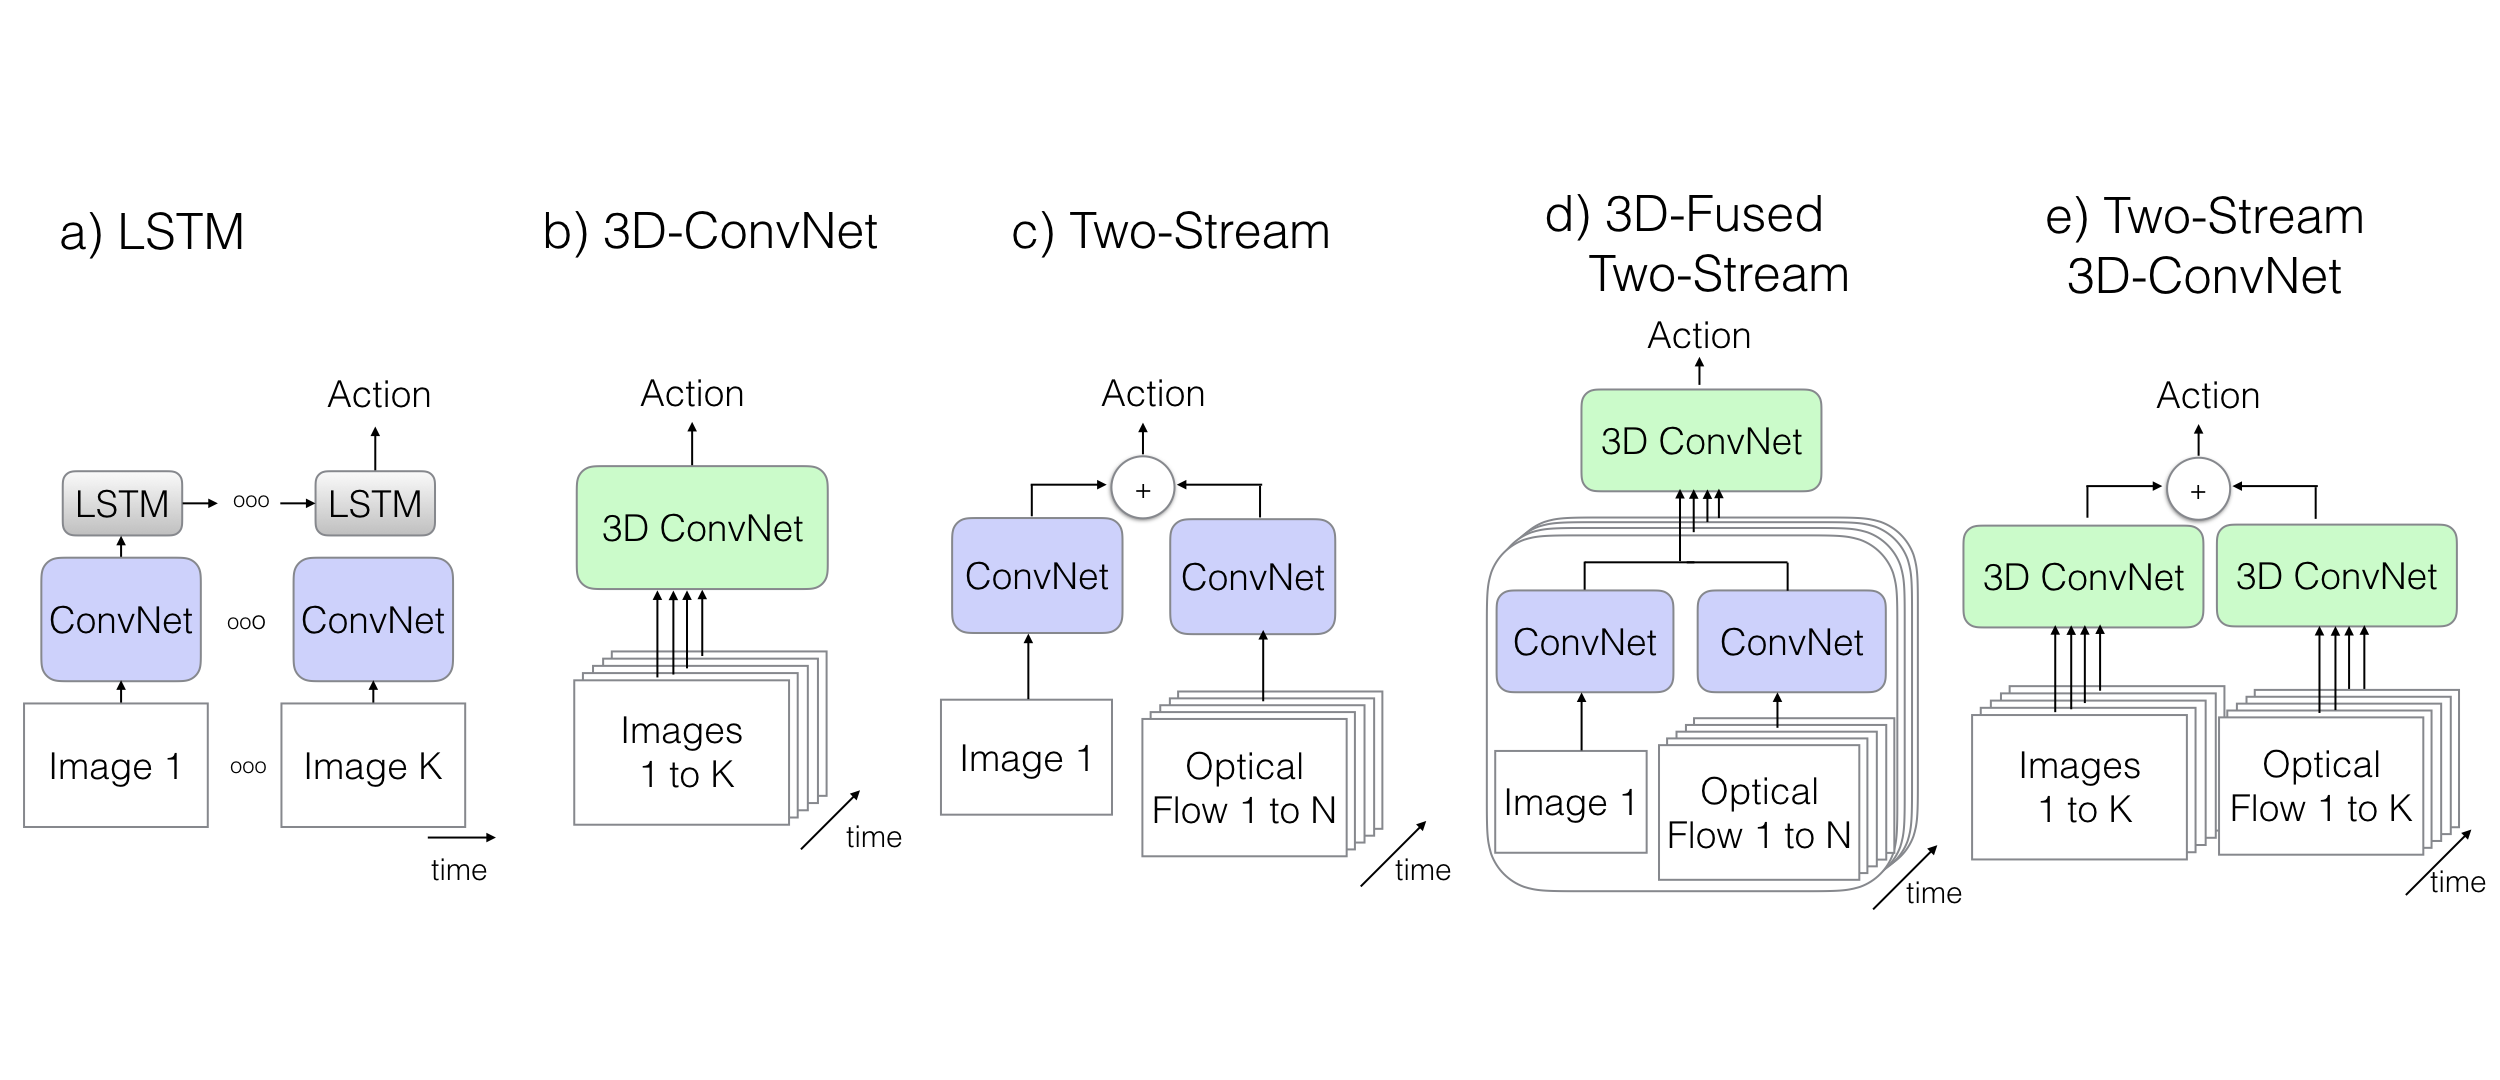 a) LSTM
Action
LSTM
ooo
LSTM
ConvNet
ooo
ConvNet
Image 1
ooo
Image K
time
b) 3D-ConvNet
Action
3D ConvNet
Images
1 to K
time
c) Two-Stream
Action
+
ConvNet
ConvNet
Image 1
Optical
Flow 1 to N
time
d) 3D-Fused
Two-Stream
Action
3D ConvNet
ConvNet
ConvNet
Image 1
Optical
Flow 1 to N
time
e) Two-Stream
3D-ConvNet
Action
+
3D ConvNet
3D ConvNet
Images
1 to K
Optical
Flow 1 to K
time